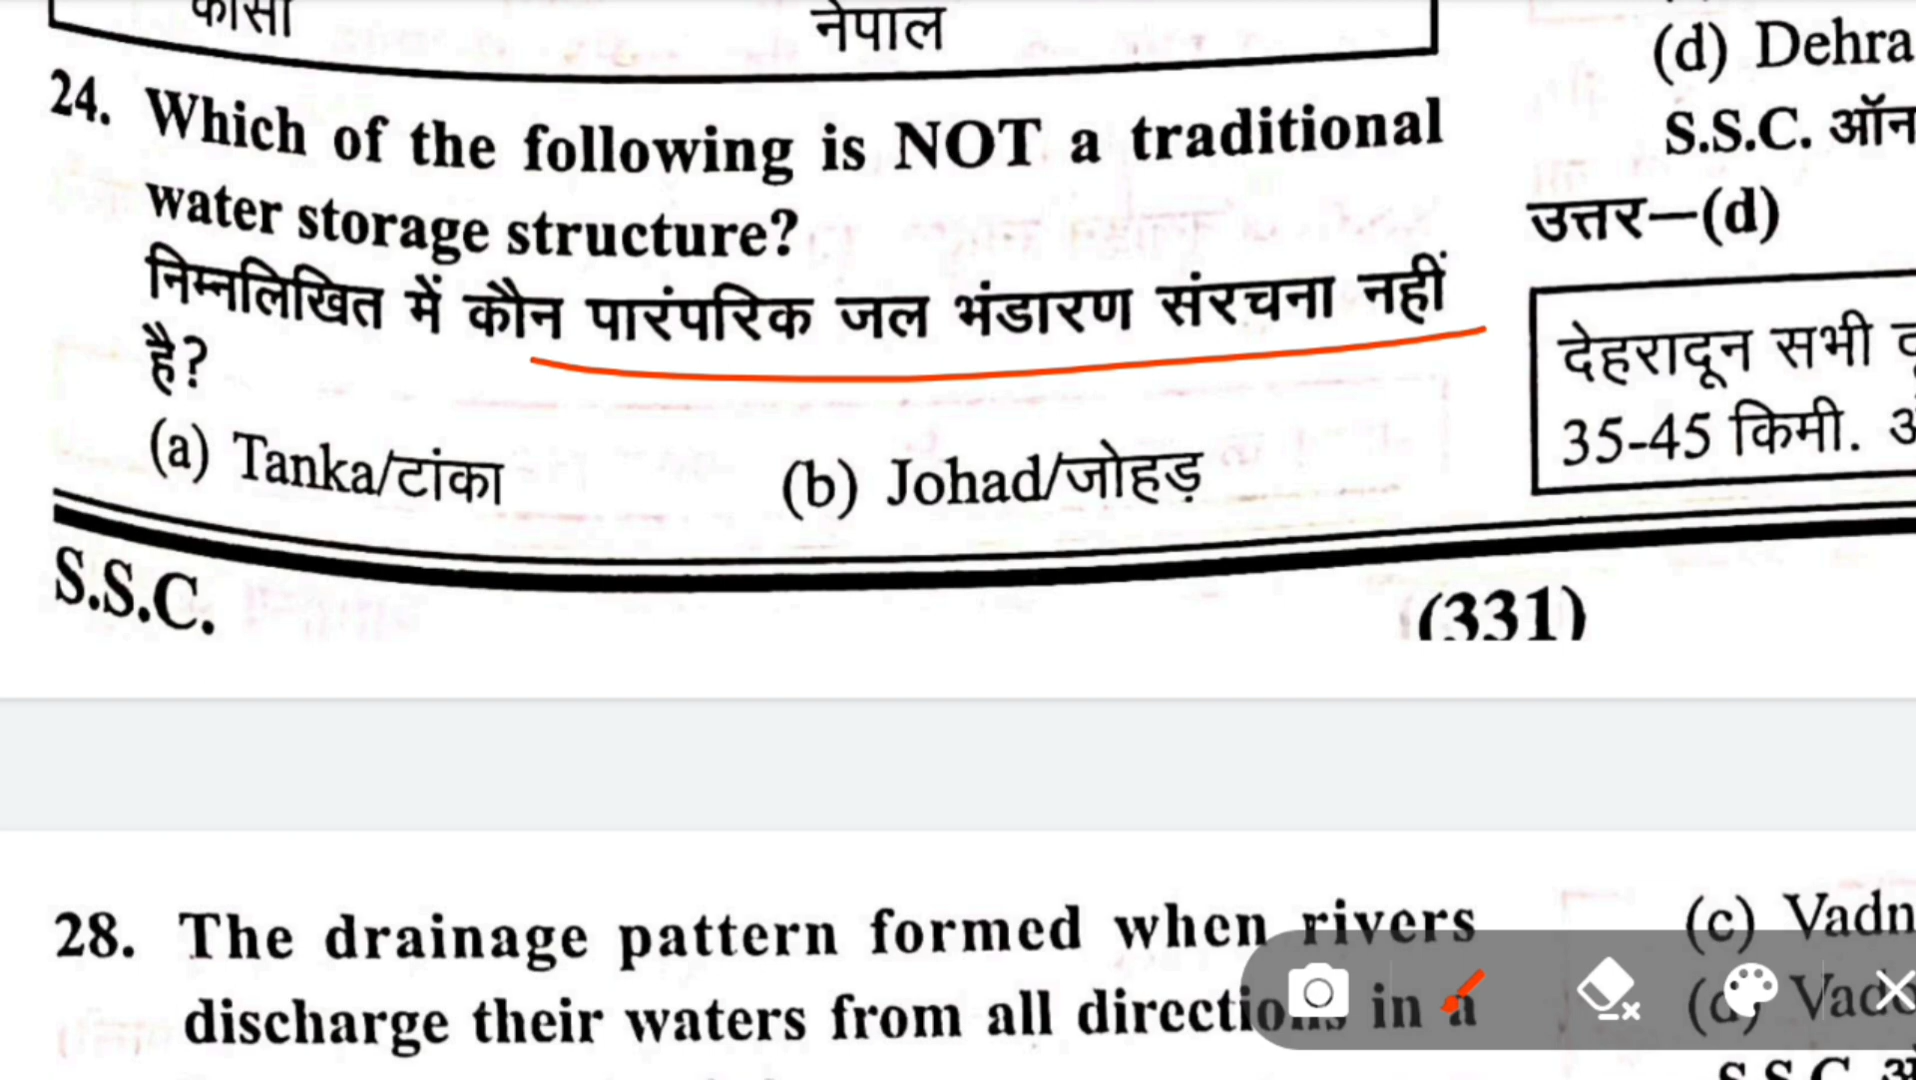 नेपाल
24. Which of the following is NOT a traditional
water storage structure?
निम्नलिखित में कौन पारंपरिक जल भंडारण संरचना नहीं
है?
(a) Tanka/टांका (b) Johad/जोहड़
S.S.C. (331)
(d) Dehra
S.S.C. ऑन
उत्तर—(d)
देहरादून सभी
35-45 किमी.
28. The drainage pattern formed when rivers
discharge their waters from all directions in a
(c) Vadn
(d) Vado